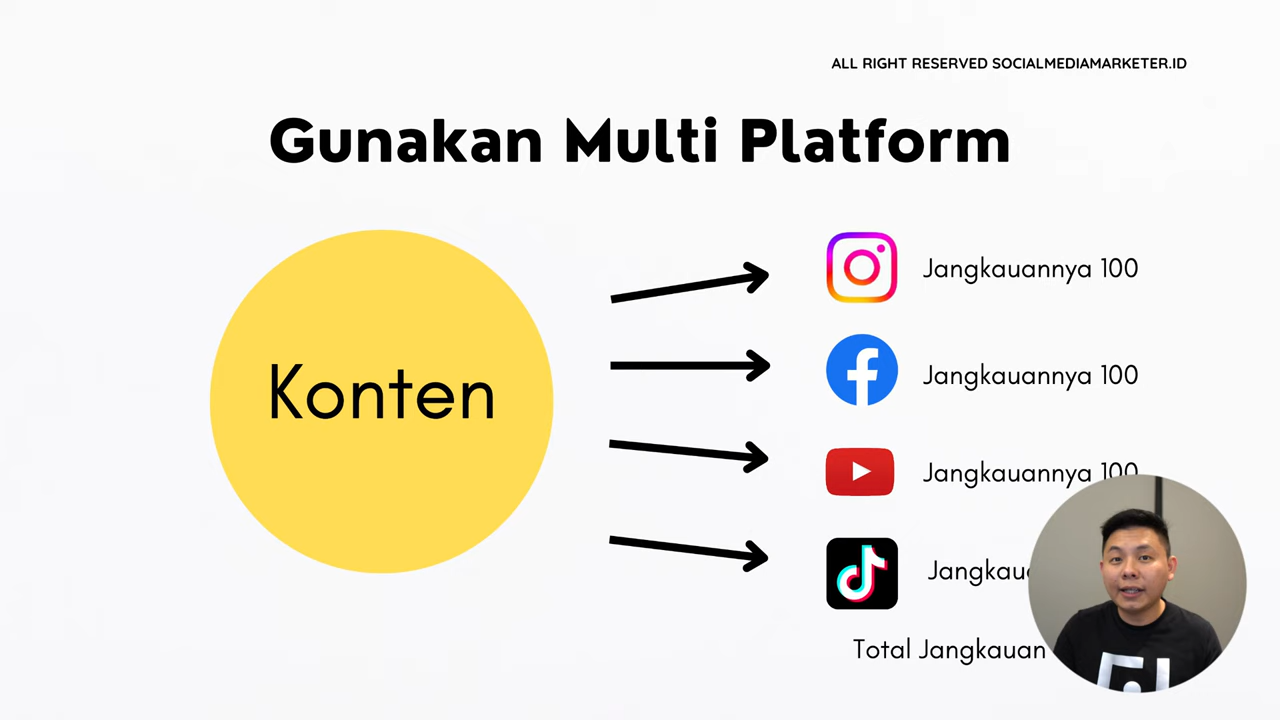 ALL RIGHT RESERVED SOCIALMEDIAMARKETER.ID
Gunakan Multi Platform
Konten
Jangkauannya 100
Jangkauannya 100
Jangkauannya 100
Total Jangkauan